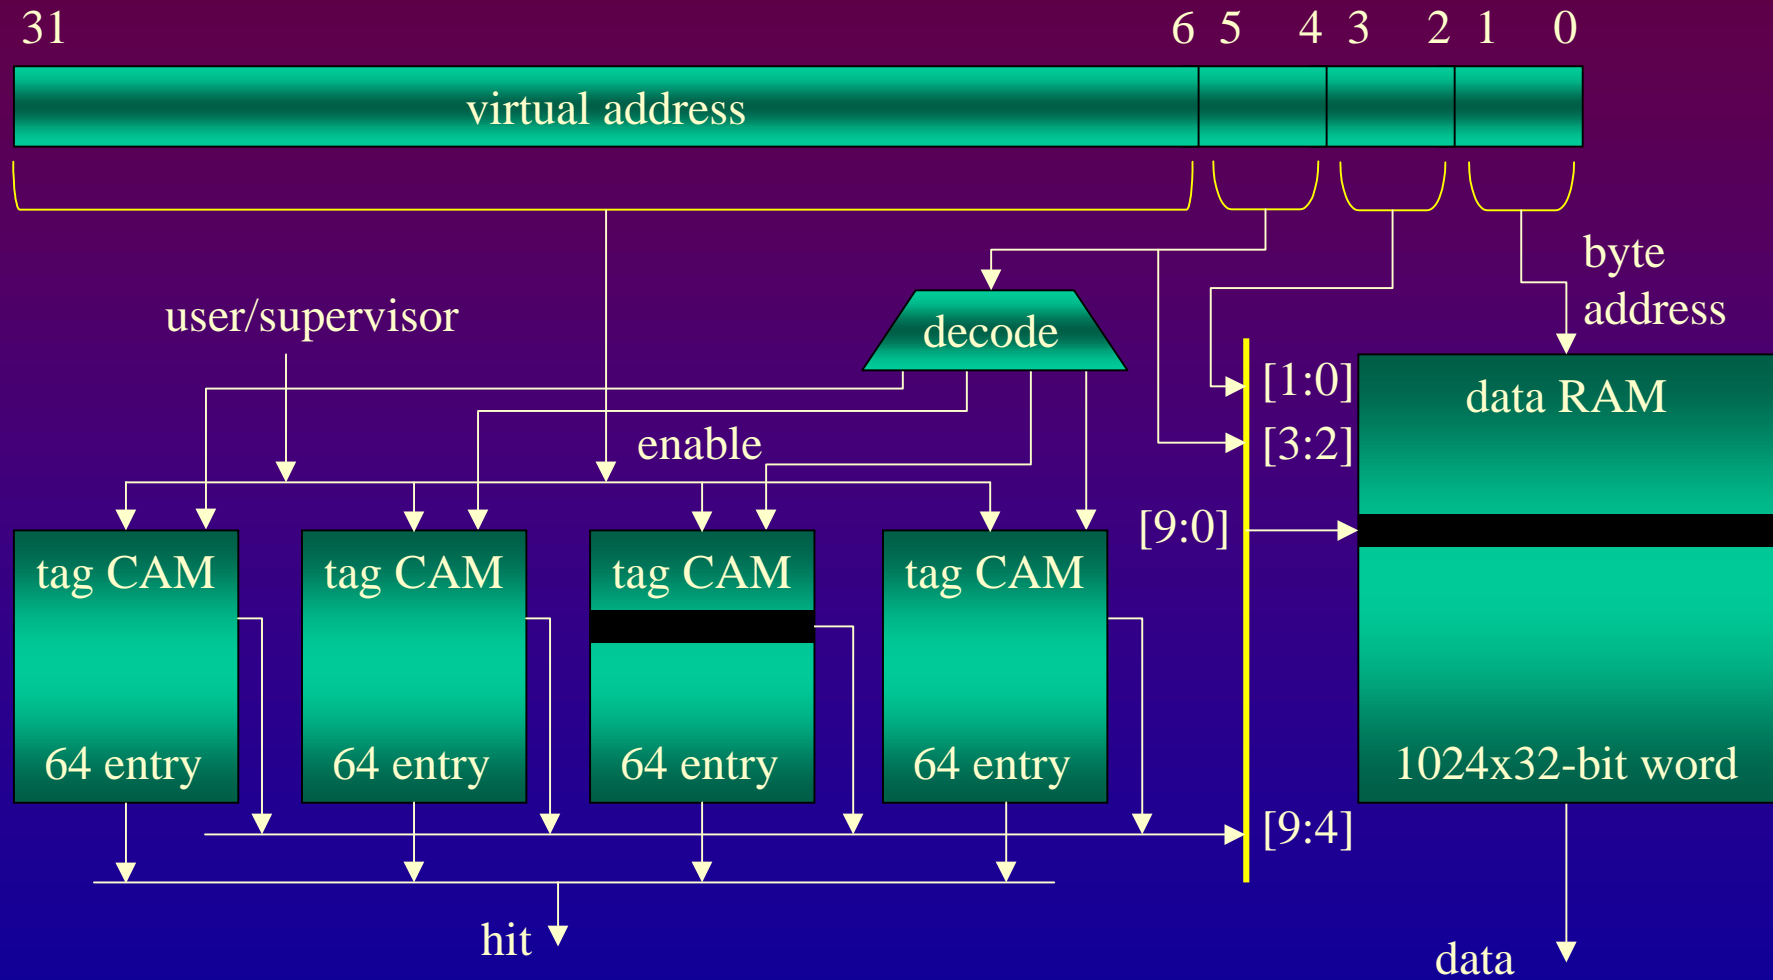 31 6 5 4 3 2 1 0
virtual address
byte
address
user/supervisor
decode
enable
[1:0]
[3:2]
[9:0]
data RAM
tag CAM tag CAM tag CAM tag CAM
64 entry 64 entry 64 entry 64 entry
1024x32-bit word
[9:4]
hit
data